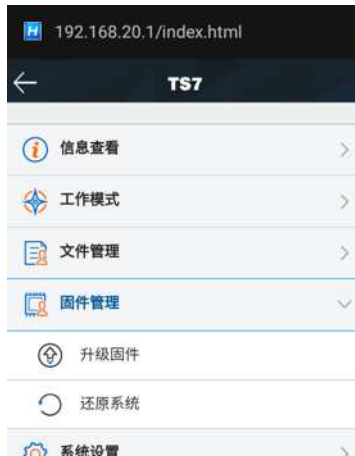 192.168.20.1/index.html
TS7
信息查看
工作模式
文件管理
固件管理
升级固件
还原系统
系统设置